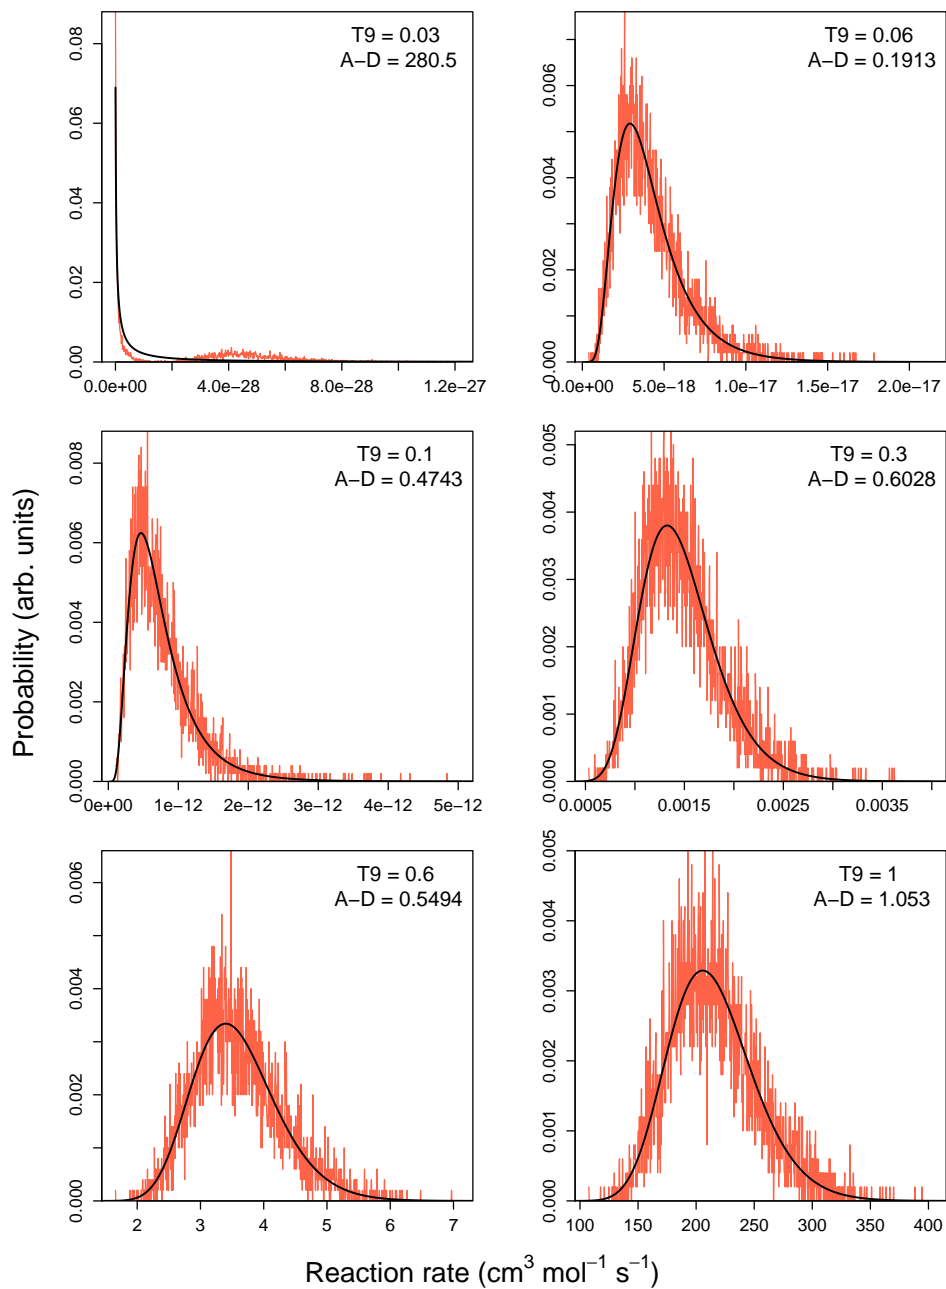 T9 = 0.03
A−D = 280.5
0.00 0.02 0.04 0.06 0.08
0.0e+00 4.0e−28 8.0e−28 1.2e−27
T9 = 0.06
A−D = 0.1913
0.000 0.002 0.004 0.006
0.0e+00 5.0e−18 1.0e−17 1.5e−17 2.0e−17
T9 = 0.1
A−D = 0.4743
0.000 0.002 0.004 0.006 0.008
0e+00 1e−12 2e−12 3e−12 4e−12 5e−12
T9 = 0.3
A−D = 0.6028
0.000 0.001 0.002 0.003 0.004 0.005
0.0005 0.0015 0.0025 0.0035
T9 = 0.6
A−D = 0.5494
0.000 0.002 0.004 0.006
2 3 4 5 6 7
T9 = 1
A−D = 1.053
0.000 0.001 0.002 0.003 0.004 0.005
100 150 200 250 300 350 400
Probability (arb. units)
Reaction rate (cm³ mol⁻¹ s⁻¹)